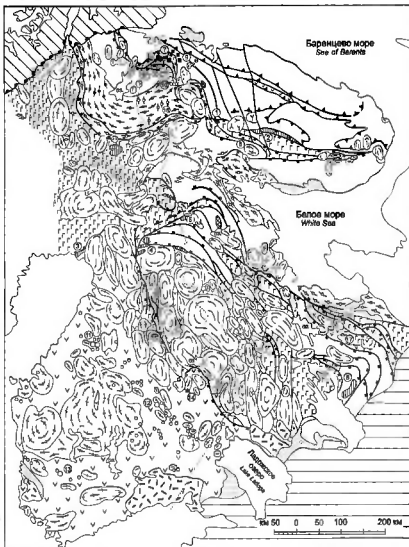 Баренцево море
Sea of Barents
Белое море
White Sea
Ладожское
озеро
Lake Ladoga
км 50 0 50 100 200 км